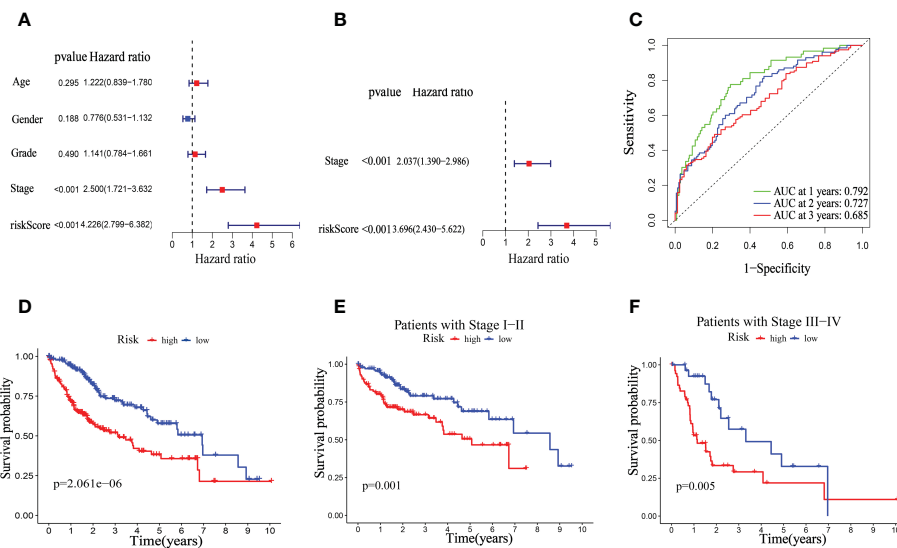 A
pvalue Hazard ratio
Age 0.295 1.222(0.839−1.780
Gender 0.188 0.776(0.531−1.132
Grade 0.490 1.141(0.784−1.661
Stage <0.001 2.500(1.721−3.632
riskScore <0.001 4.226(2.799−6.382)
0 1 2 3 4 5 6
Hazard ratio
B
pvalue Hazard ratio
Stage <0.001 2.037(1.390−2.986)
riskScore <0.001 3.696(2.430−5.622)
0 1 2 3 4 5
Hazard ratio
C
Sensitivity
1.0
0.8
0.6
0.4
0.2
0.0
AUC at 1 years: 0.792
AUC at 2 years: 0.727
AUC at 3 years: 0.685
0.0 0.2 0.4 0.6 0.8 1.0
1−Specificity
D
Risk high low
Survival probability
1.00
0.75
0.50
0.25
0.00
p=2.061e−06
0 1 2 3 4 5 6 7 8 9 10
Time(years)
E
Patients with Stage I−II
Risk high low
Survival probability
1.00
0.75
0.50
0.25
0.00
p=0.001
0 1 2 3 4 5 6 7 8 9 10
Time(years)
F
Patients with Stage III−IV
Risk high low
Survival probability
1.00
0.75
0.50
0.25
0.00
p=0.005
0 1 2 3 4 5 6 7 8 9 10
Time(years)